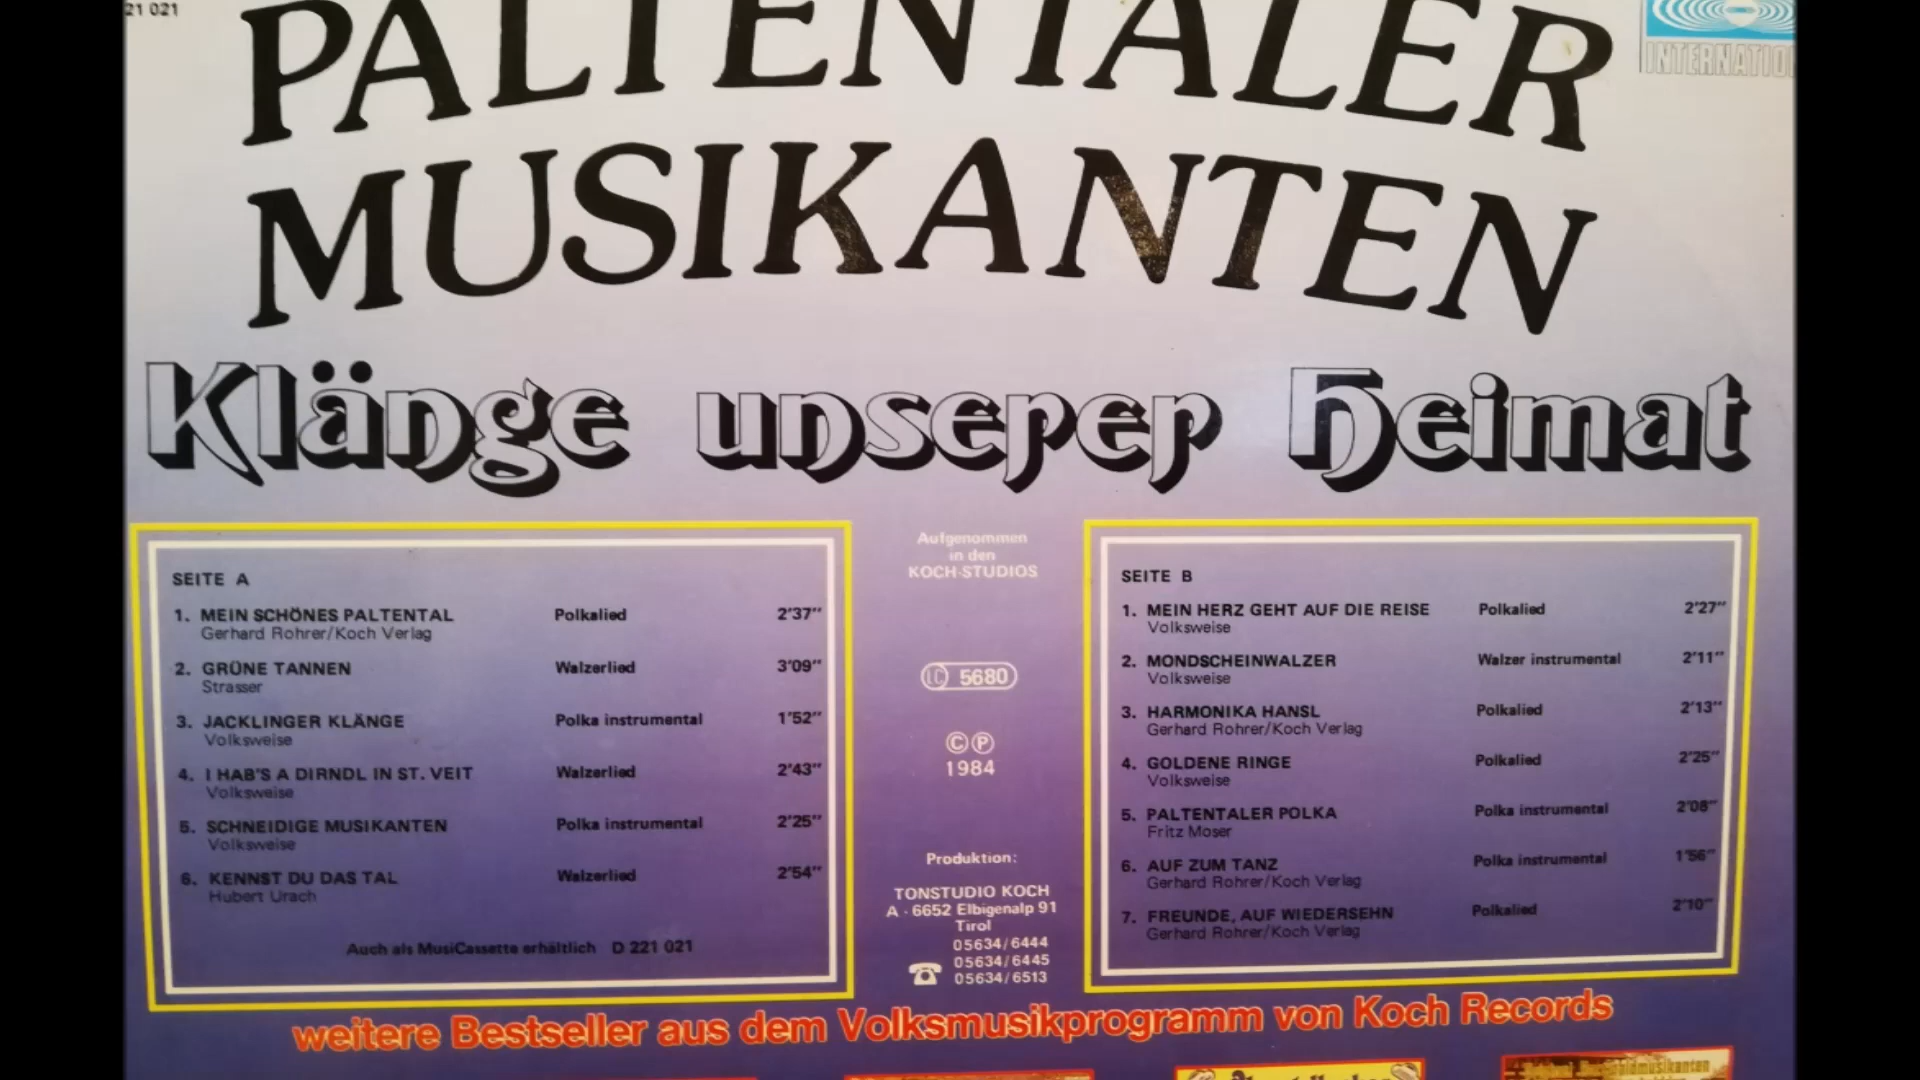 21 021
PALTENTALER
MUSIKANTEN
INTERNATIO
Klänge unserer Heimat
SEITE A
1. MEIN SCHÖNES PALTENTAL Polkalied 2'37"
Gerhard Rohrer/Koch Verlag
2. GRÜNE TANNEN Walzerlied 3'09"
Strasser
3. JACKLINGER KLÄNGE Polka instrumental 1'52"
Volksweise
4. I HAB'S A DIRNDL IN ST. VEIT Walzerlied 2'43"
Volksweise
5. SCHNEIDIGE MUSIKANTEN Polka instrumental 2'25"
Volksweise
6. KENNST DU DAS TAL Walzerlied 2'54"
Hubert Urach
Auch als MusiCassette erhältlich D 221 021
Aufgenommen
in den
KOCH-STUDIOS
LC 5680
© ℗
1984
Produktion:
TONSTUDIO KOCH
A - 6652 Elbigenalp 91
Tirol
05634/6444
05634/6445
05634/6513
SEITE B
1. MEIN HERZ GEHT AUF DIE REISE Polkalied 2'27"
Volksweise
2. MONDSCHEINWALZER Walzer instrumental 2'11"
Volksweise
3. HARMONIKA HANSL Polkalied 2'13"
Gerhard Rohrer/Koch Verlag
4. GOLDENE RINGE Polkalied 2'25"
Volksweise
5. PALTENTALER POLKA Polka instrumental 2'08"
Fritz Moser
6. AUF ZUM TANZ Polka instrumental 1'56"
Gerhard Rohrer/Koch Verlag
7. FREUNDE, AUF WIEDERSEHN Polkalied 2'10"
Gerhard Rohrer/Koch Verlag
weitere Bestseller aus dem Volksmusikprogramm von Koch Records